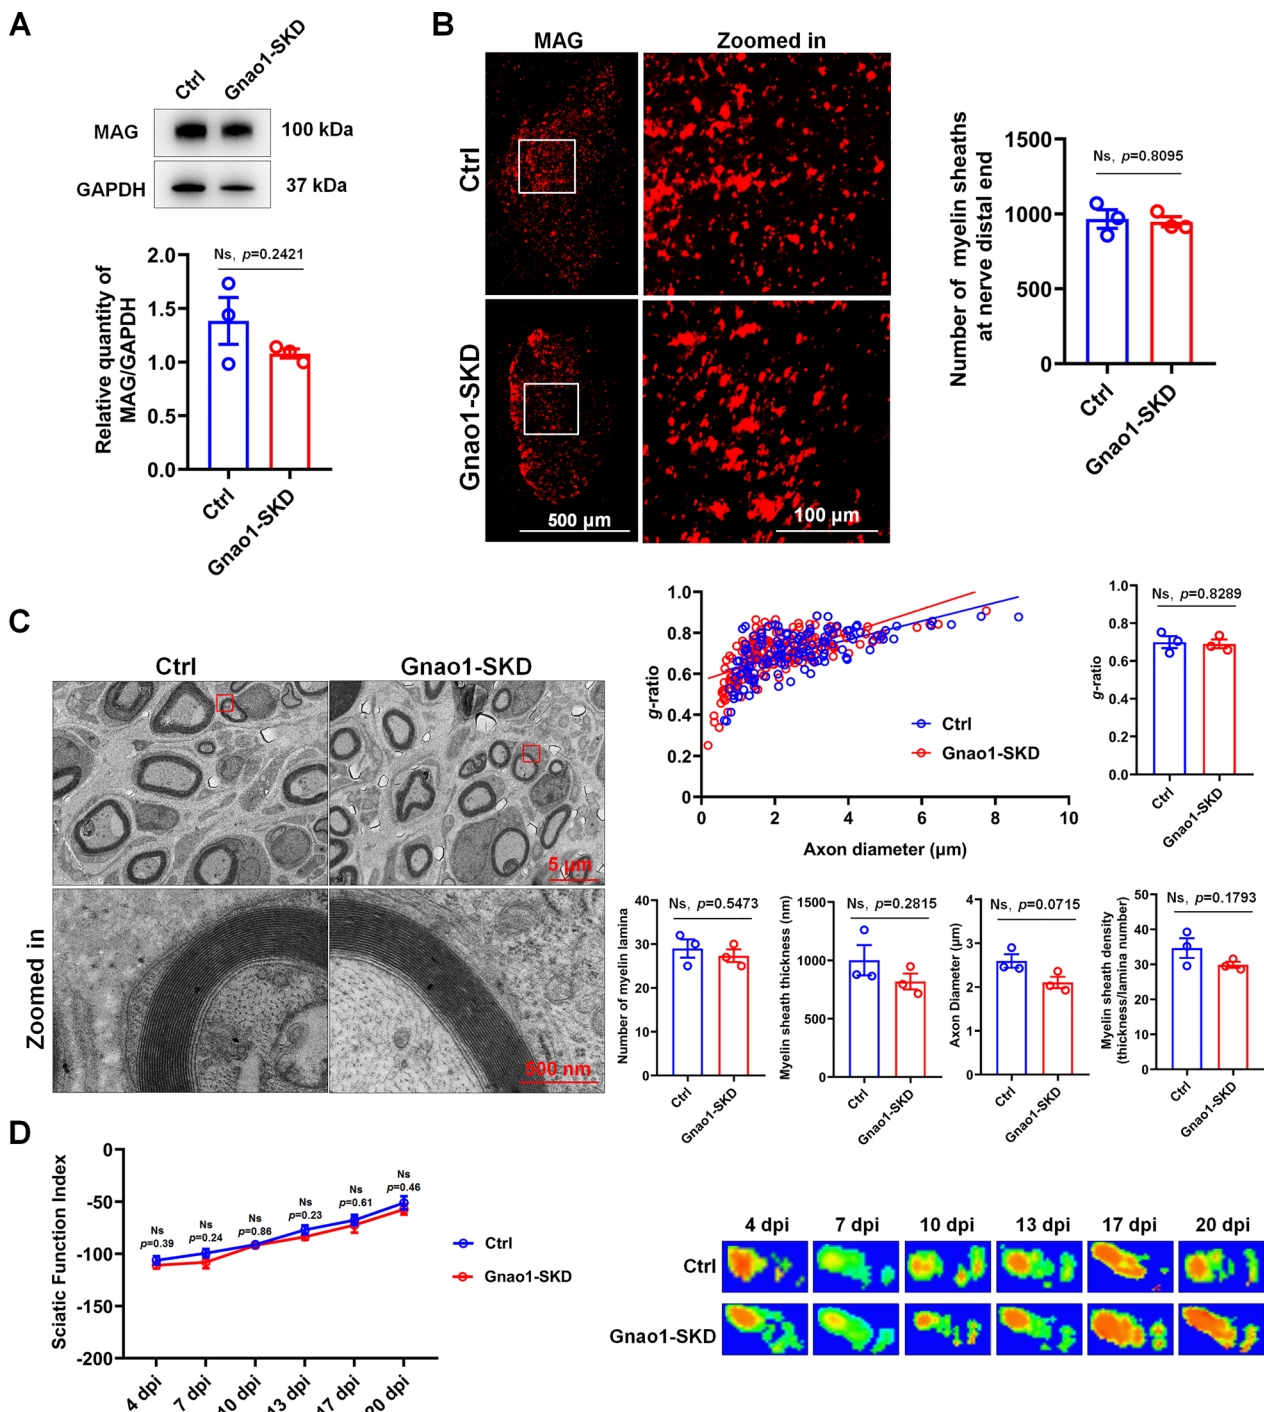 A
Ctrl
Gnao1-SKD
MAG
100 kDa
GAPDH
37 kDa
Ns, p=0.2421
Relative quantity of
MAG/GAPDH
2.0
1.5
1.0
0.5
0.0
Ctrl
Gnao1-SKD
B
MAG
Zoomed in
Ctrl
Gnao1-SKD
500 µm
100 µm
Number of myelin sheaths
at nerve distal end
1500
1000
500
0
Ns, p=0.8095
Ctrl
Gnao1-SKD
C
Ctrl
Gnao1-SKD
5 µm
Zoomed in
500 nm
g-ratio
1.0
0.8
0.6
0.4
0.2
0
0 2 4 6 8 10
Axon diameter (µm)
Ctrl
Gnao1-SKD
g-ratio
1.0
0.8
0.6
0.4
0.2
0.0
Ns, p=0.8289
Ctrl
Gnao1-SKD
Number of myelin lamina
40
30
20
10
0
Ns, p=0.5473
Ctrl
Gnao1-SKD
Myelin sheath thickness (nm)
1500
1000
500
0
Ns, p=0.2815
Ctrl
Gnao1-SKD
Axon Diameter (µm)
4
3
2
1
0
Ns, p=0.0715
Ctrl
Gnao1-SKD
Myelin sheath density
(thickness/lamina number)
50
40
30
20
10
0
Ns, p=0.1793
Ctrl
Gnao1-SKD
D
Sciatic Function Index
0
-50
-100
-150
-200
Ns
p=0.39
Ns
p=0.24
Ns
p=0.86
Ns
p=0.23
Ns
p=0.61
Ns
p=0.46
Ctrl
Gnao1-SKD
4 dpi
7 dpi
10 dpi
13 dpi
17 dpi
20 dpi
4 dpi 7 dpi 10 dpi 13 dpi 17 dpi 20 dpi
Ctrl
Gnao1-SKD